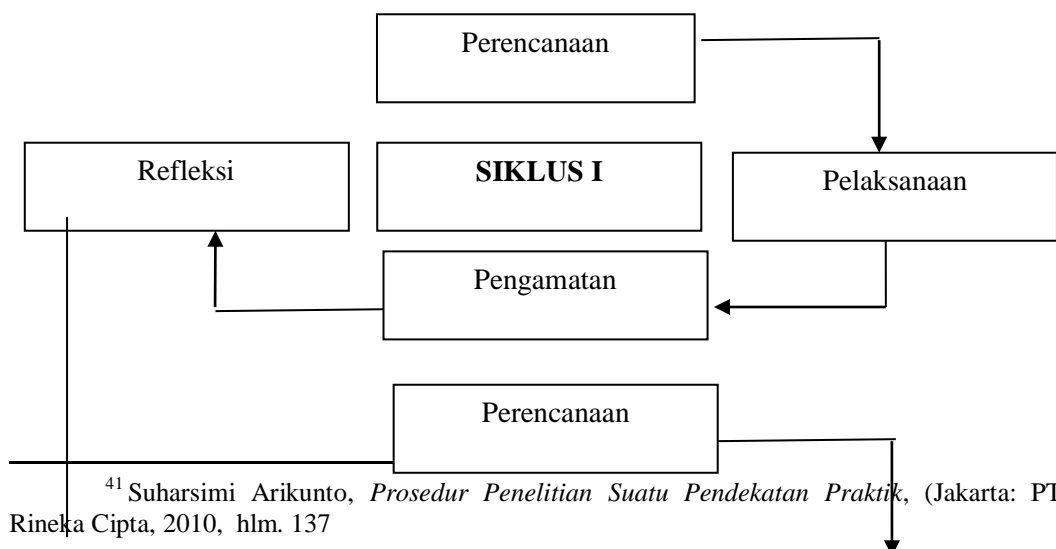 Perencanaan
Refleksi
SIKLUS I
Pelaksanaan
Pengamatan
Perencanaan
41 Suharsimi Arikunto, Prosedur Penelitian Suatu Pendekatan Praktik, (Jakarta: PT
Rineka Cipta, 2010, hlm. 137